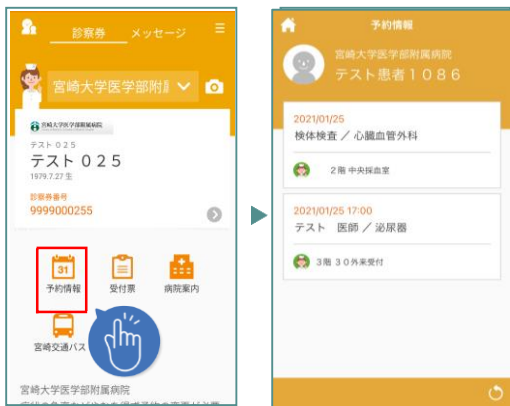 診察券 メッセージ
宮崎大学医学部附
宮崎大学医学部附属病院
テスト 025
テスト 025
1979.7.27 生
診察券番号
9999000255
31
予約情報 受付票 病院案内
宮崎交通バス
宮崎大学医学部附属病院
予約情報
宮崎大学医学部附属病院
テスト患者1086
2021/01/25
検体検査 ／ 心臓血管外科
2階 中央採血室
2021/01/25 17:00
テスト 医師 ／ 泌尿器
3階 30外来受付